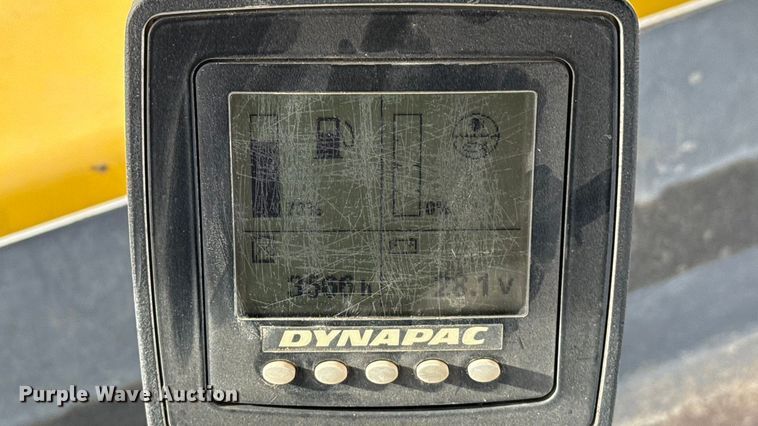 73% 0%
3566 h 28.1 v
DYNAPAC
Purple Wave Auction